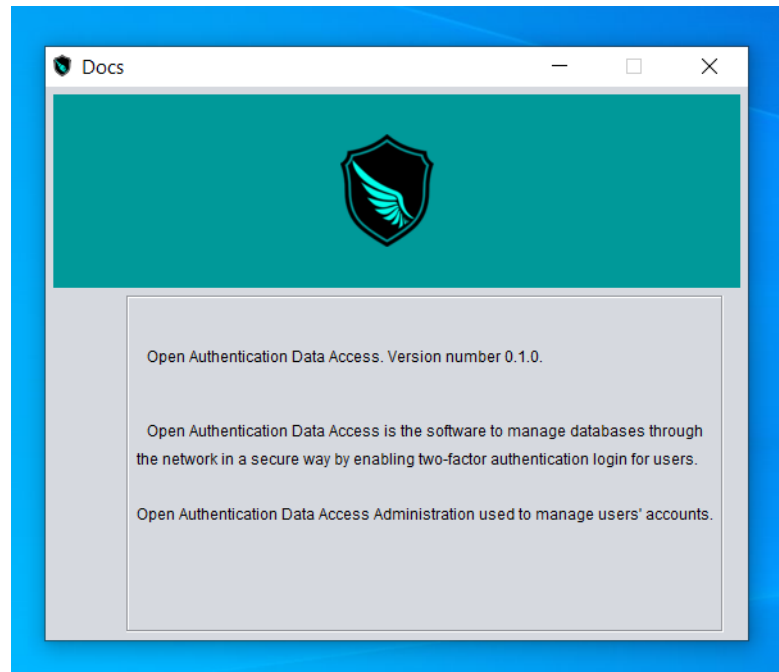 Docs
Open Authentication Data Access. Version number 0.1.0.
Open Authentication Data Access is the software to manage databases through
the network in a secure way by enabling two-factor authentication login for users.
Open Authentication Data Access Administration used to manage users' accounts.